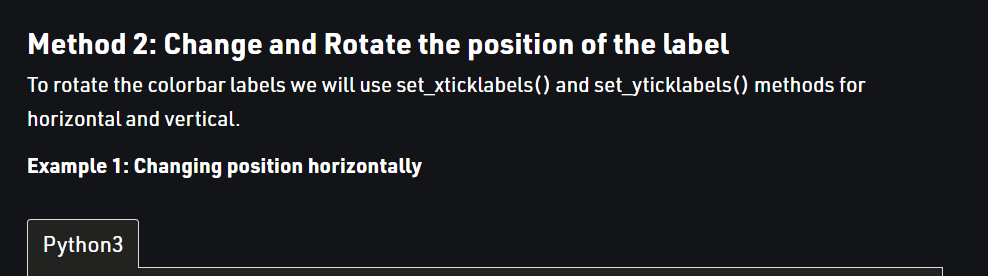 Method 2: Change and Rotate the position of the label
To rotate the colorbar labels we will use set_xticklabels() and set_yticklabels() methods for
horizontal and vertical.
Example 1: Changing position horizontally
Python3